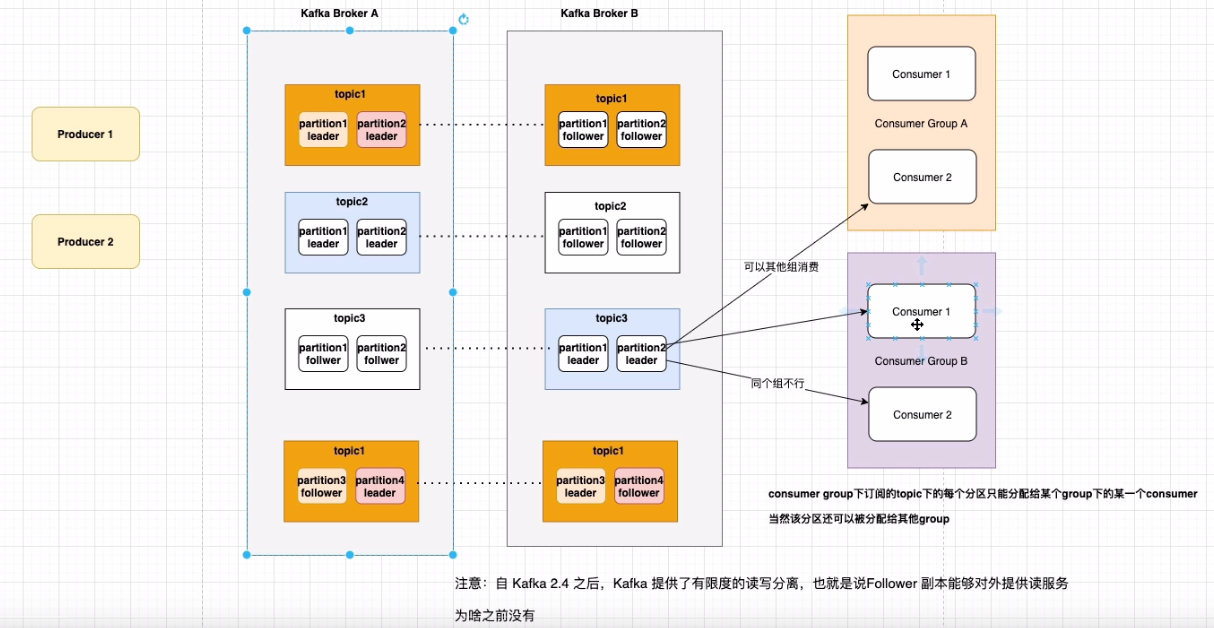 Kafka Broker A
Kafka Broker B
Producer 1
Producer 2
topic1
partition1
leader
partition2
leader
topic2
partition1
leader
partition2
leader
topic3
partition1
follwer
partition2
follwer
topic1
partition3
follower
partition4
leader
topic1
partition1
follower
partition2
follower
topic2
partition1
follower
partition2
follower
topic3
partition1
leader
partition2
leader
topic1
partition3
leader
partition4
follower
Consumer 1
Consumer Group A
Consumer 2
可以其他组消费
同个组不行
Consumer 1
Consumer Group B
Consumer 2
consumer group下订阅的topic下的每个分区只能分配给某个group下的某一个consumer
当然该分区还可以被分配给其他group
注意：自 Kafka 2.4 之后，Kafka 提供了有限度的读写分离，也就是说Follower 副本能够对外提供读服务
为啥之前没有